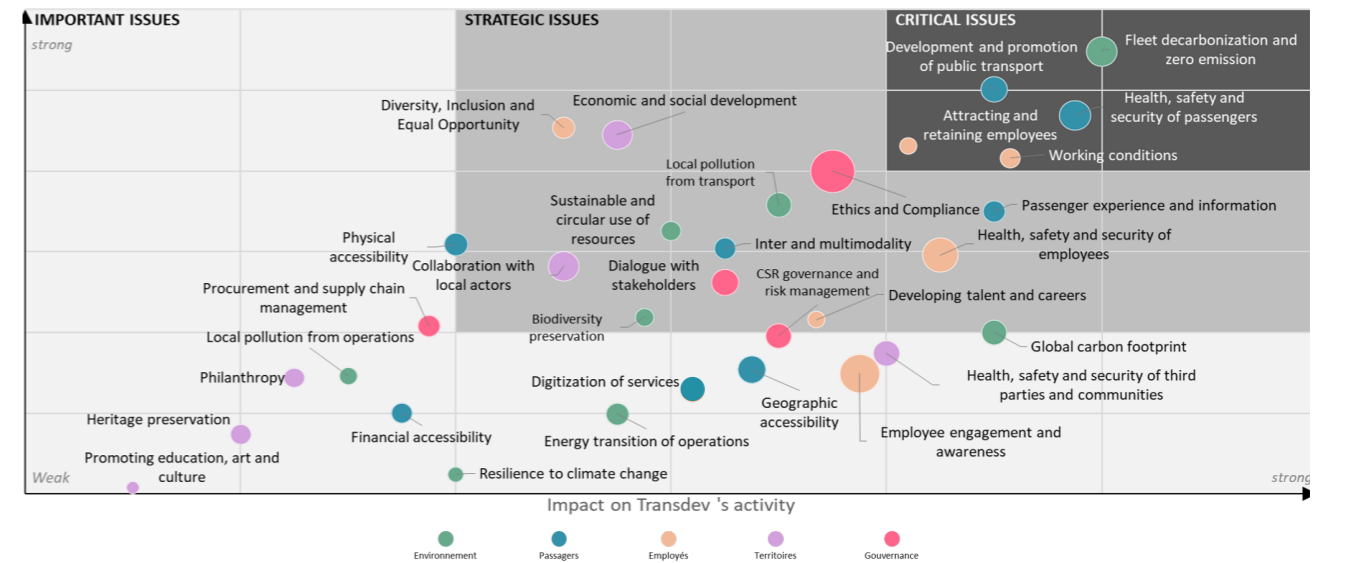 IMPORTANT ISSUES
STRATEGIC ISSUES
CRITICAL ISSUES
strong
Fleet decarbonization and
zero emission
Development and promotion
of public transport
Diversity, Inclusion and
Equal Opportunity
Economic and social development
Health, safety and
security of passengers
Attracting and
retaining employees
Working conditions
Local pollution
from transport
Sustainable and
circular use of
resources
Ethics and Compliance
Passenger experience and information
Physical
accessibility
Inter and multimodality
Health, safety and security of
employees
Collaboration with
local actors
Dialogue with
stakeholders
CSR governance and
risk management
Developing talent and careers
Procurement and supply chain
management
Biodiversity
preservation
Local pollution from operations
Global carbon footprint
Philanthropy
Digitization of services
Health, safety and security of third
parties and communities
Geographic
accessibility
Heritage preservation
Financial accessibility
Energy transition of operations
Employee engagement and
awareness
Promoting education, art and
culture
Resilience to climate change
Weak
strong
Impact on Transdev 's activity
Environnement
Passagers
Employés
Territoires
Gouvernance